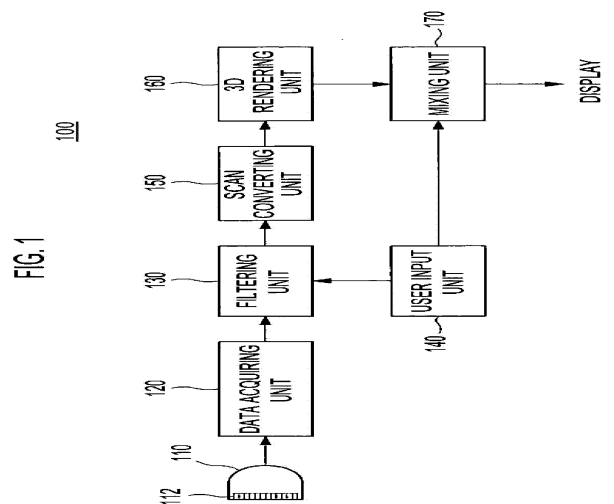 FIG. 1
100
110
112
120
DATA ACQUIRING
UNIT
130
FILTERING
UNIT
150
SCAN
CONVERTING
UNIT
160
3D
RENDERING
UNIT
140
USER INPUT
UNIT
170
MIXING UNIT
DISPLAY